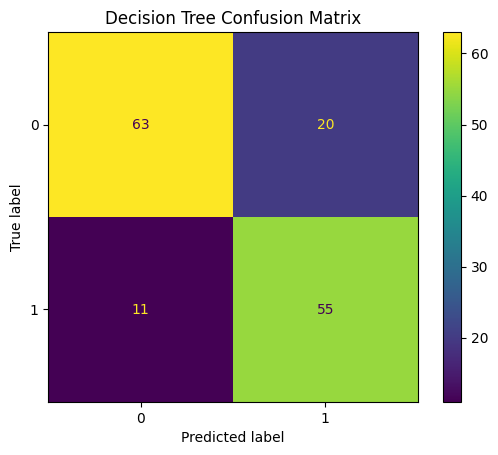 Decision Tree Confusion Matrix
0 63 20 60
50
40
30
1 11 55 20
0 1
True label
Predicted label